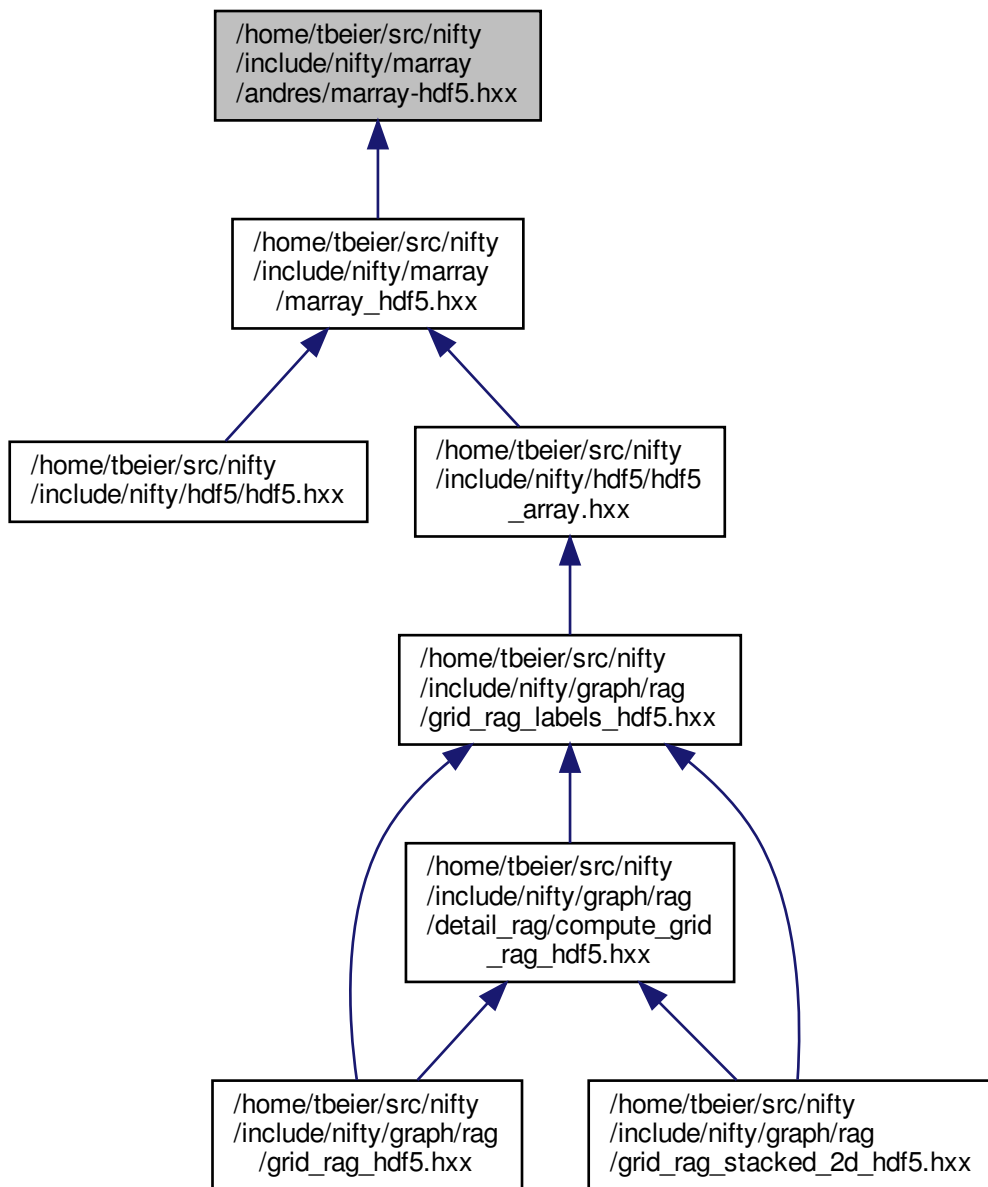 /home/tbeier/src/nifty
/include/nifty/marray
/andres/marray-hdf5.hxx
/home/tbeier/src/nifty
/include/nifty/marray
/marray_hdf5.hxx
/home/tbeier/src/nifty
/include/nifty/hdf5/hdf5.hxx
/home/tbeier/src/nifty
/include/nifty/hdf5/hdf5
_array.hxx
/home/tbeier/src/nifty
/include/nifty/graph/rag
/grid_rag_labels_hdf5.hxx
/home/tbeier/src/nifty
/include/nifty/graph/rag
/detail_rag/compute_grid
_rag_hdf5.hxx
/home/tbeier/src/nifty
/include/nifty/graph/rag
/grid_rag_hdf5.hxx
/home/tbeier/src/nifty
/include/nifty/graph/rag
/grid_rag_stacked_2d_hdf5.hxx